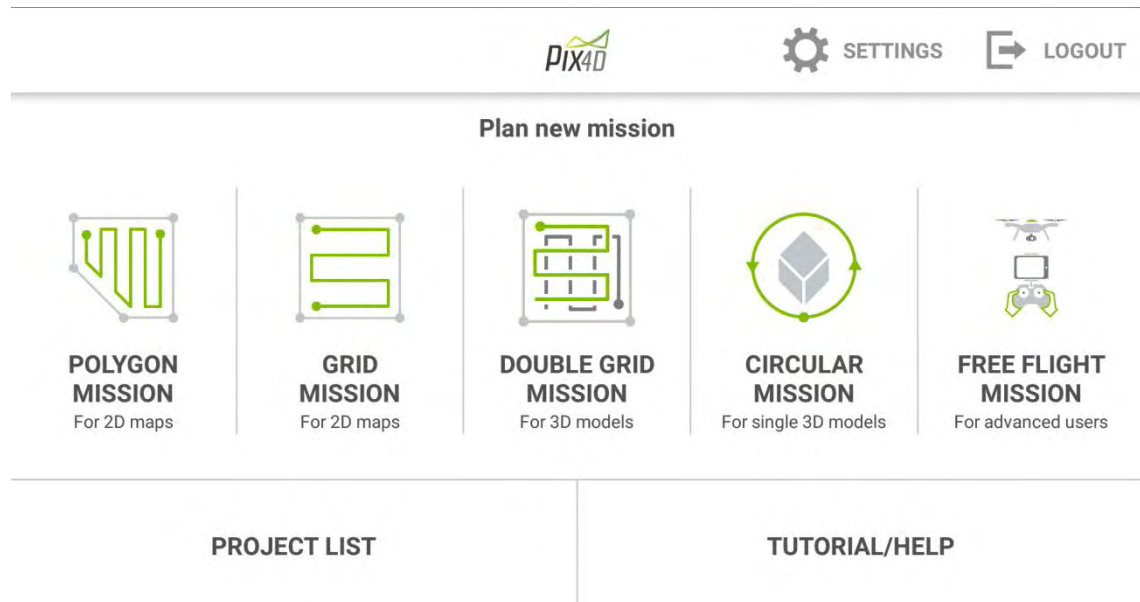 PIX4D
SETTINGS
LOGOUT
Plan new mission
POLYGON
MISSION
For 2D maps
GRID
MISSION
For 2D maps
DOUBLE GRID
MISSION
For 3D models
CIRCULAR
MISSION
For single 3D models
FREE FLIGHT
MISSION
For advanced users
PROJECT LIST
TUTORIAL/HELP